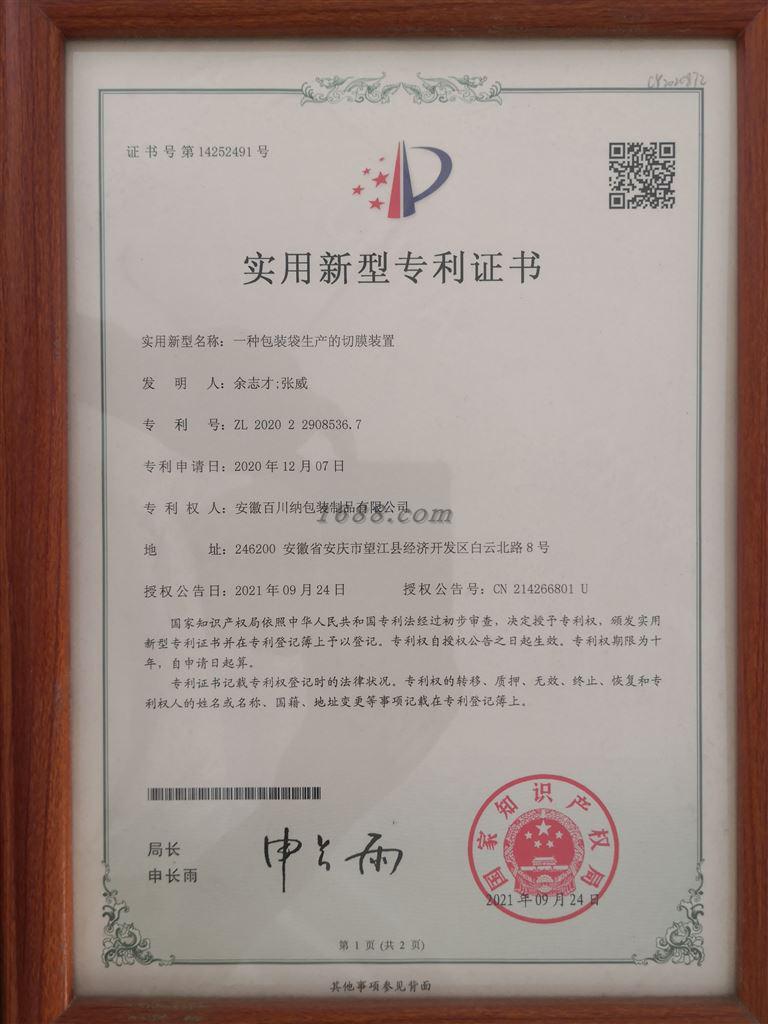 CY2020872
证书号第14252491号
实用新型专利证书
实用新型名称：一种包装袋生产的切膜装置
发明人：余志才;张威
专利号：ZL 2020 2 2908536.7
专利申请日：2020年12月07日
专利权人：安徽百川纳包装制品有限公司
1688.com
地址：246200 安徽省安庆市望江县经济开发区白云北路8号
授权公告日：2021年09月24日 授权公告号：CN 214266801 U
国家知识产权局依照中华人民共和国专利法经过初步审查，决定授予专利权，颁发实用
新型专利证书并在专利登记簿上予以登记。专利权自授权公告之日起生效。专利权期限为十
年，自申请日起算。
专利证书记载专利权登记时的法律状况。专利权的转移、质押、无效、终止、恢复和专
利权人的姓名或名称、国籍、地址变更等事项记载在专利登记簿上。
局长
申长雨
申长雨
国家知识产权局
2021年09月24日
第1页(共2页)
其他事项参见背面